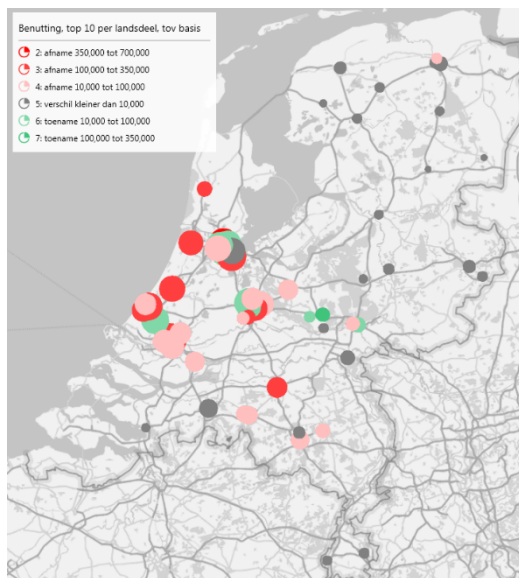 Benutting, top 10 per landsdeel, tov basis
2: afname 350,000 tot 700,000
3: afname 100,000 tot 350,000
4: afname 10,000 tot 100,000
5: verschil kleiner dan 10,000
6: toename 10,000 tot 100,000
7: toename 100,000 tot 350,000